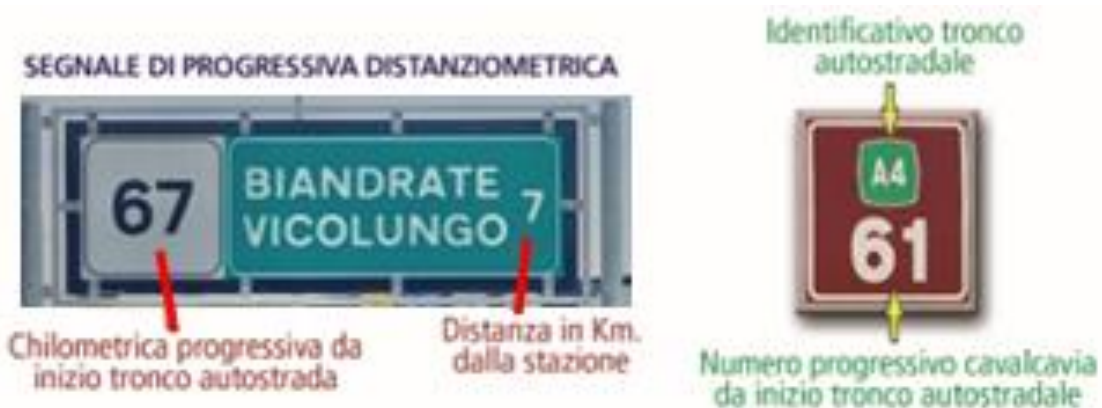 SEGNALE DI PROGRESSIVA DISTANZIOMETRICA
67
BIANDRATE
VICOLUNGO 7
Chilometrica progressiva da
inizio tronco autostrada
Distanza in Km.
dalla stazione
Identificativo tronco
autostradale
A4
61
Numero progressivo cavalcavia
da inizio tronco autostradale